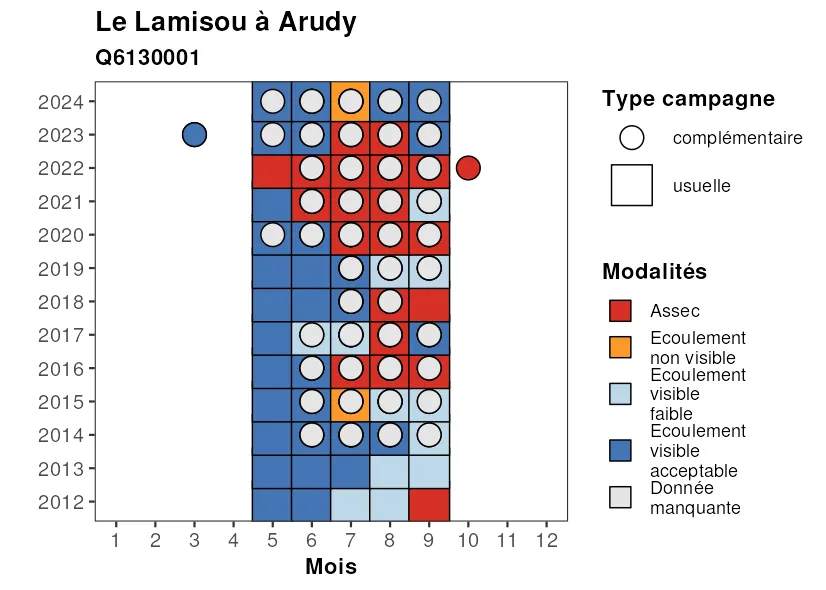 Le Lamisou à Arudy
Q6130001
2024
2023
2022
2021
2020
2019
2018
2017
2016
2015
2014
2013
2012
1 2 3 4 5 6 7 8 9 10 11 12
Mois
Type campagne
complémentaire
usuelle
Modalités
Assec
Ecoulement
non visible
Ecoulement
visible
faible
Ecoulement
visible
acceptable
Donnée
manquante